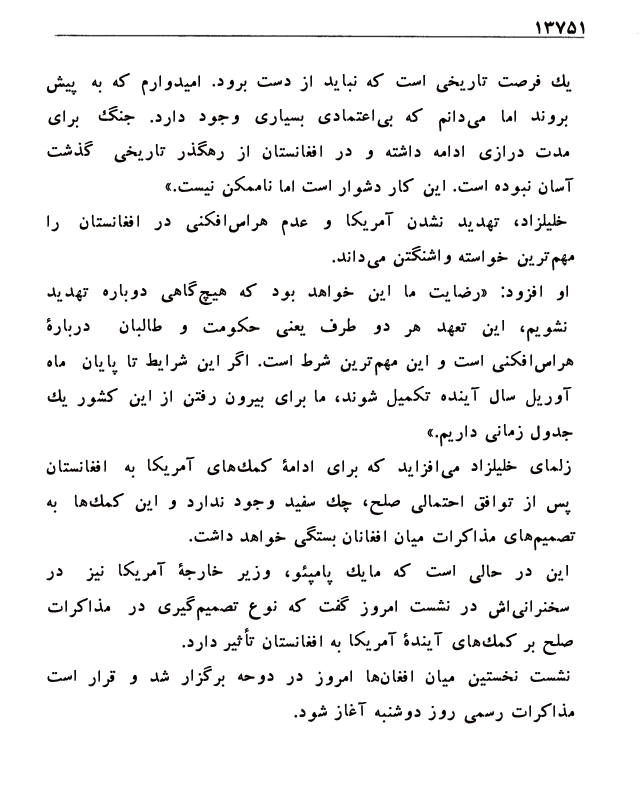 ۱۳۷۵۱
یك فرصت تاریخی است که نباید از دست برود. امیدوارم که به پیش
بروند اما می‌دانم که بی‌اعتمادی بسیاری وجود دارد. جنگ برای
مدت درازی ادامه داشته و در افغانستان از رهگذر تاریخی گذشت
آسان نبوده است. این کار دشوار است اما ناممکن نیست.»
خلیلزاد، تهدید نشدن آمریکا و عدم هراس‌افکنی در افغانستان را
مهم‌ترین خواسته واشنگتن می‌داند.
او افزود: «رضایت ما این خواهد بود که هیچ‌گاهی دوباره تهدید
نشویم، این تعهد هر دو طرف یعنی حکومت و طالبان دربارهٔ
هراس‌افکنی است و این مهم‌ترین شرط است. اگر این شرایط تا پایان ماه
آوریل سال آینده تکمیل شوند، ما برای بیرون رفتن از این کشور یك
جدول زمانی داریم.»
زلمای خلیلزاد می‌افزاید که برای ادامهٔ کمك‌های آمریکا به افغانستان
پس از توافق احتمالی صلح، چك سفید وجود ندارد و این کمك‌ها به
تصمیم‌های مذاکرات میان افغانان بستگی خواهد داشت.
این در حالی است که مایك پامپئو، وزیر خارجهٔ آمریکا نیز در
سخنرانی‌اش در نشست امروز گفت که نوع تصمیم‌گیری در مذاکرات
صلح بر کمك‌های آیندهٔ آمریکا به افغانستان تأثیر دارد.
نشست نخستین میان افغان‌ها امروز در دوحه برگزار شد و قرار است
مذاکرات رسمی روز دوشنبه آغاز شود.